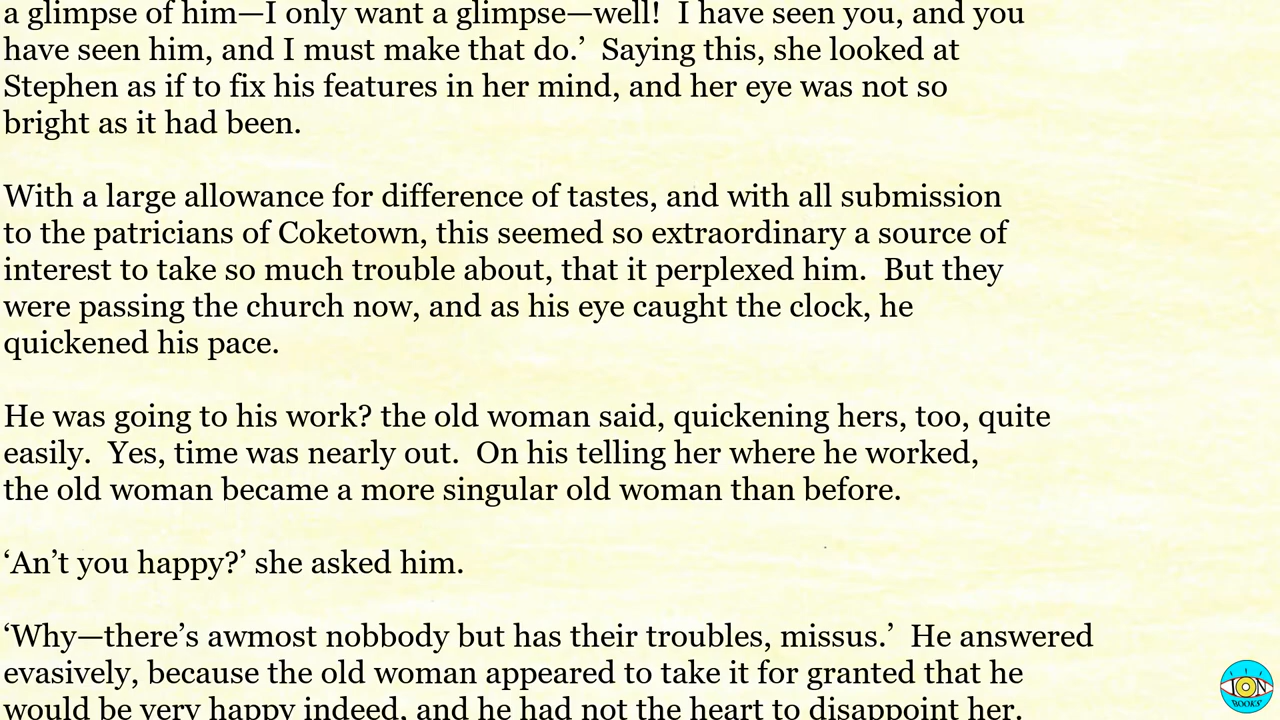 a glimpse of him—I only want a glimpse—well!  I have seen you, and you
have seen him, and I must make that do.’  Saying this, she looked at
Stephen as if to fix his features in her mind, and her eye was not so
bright as it had been.
With a large allowance for difference of tastes, and with all submission
to the patricians of Coketown, this seemed so extraordinary a source of
interest to take so much trouble about, that it perplexed him.  But they
were passing the church now, and as his eye caught the clock, he
quickened his pace.
He was going to his work? the old woman said, quickening hers, too, quite
easily.  Yes, time was nearly out.  On his telling her where he worked,
the old woman became a more singular old woman than before.
‘An’t you happy?’ she asked him.
‘Why—there’s awmost nobbody but has their troubles, missus.’  He answered
evasively, because the old woman appeared to take it for granted that he
would be very happy indeed, and he had not the heart to disappoint her.
ION
BOOKS